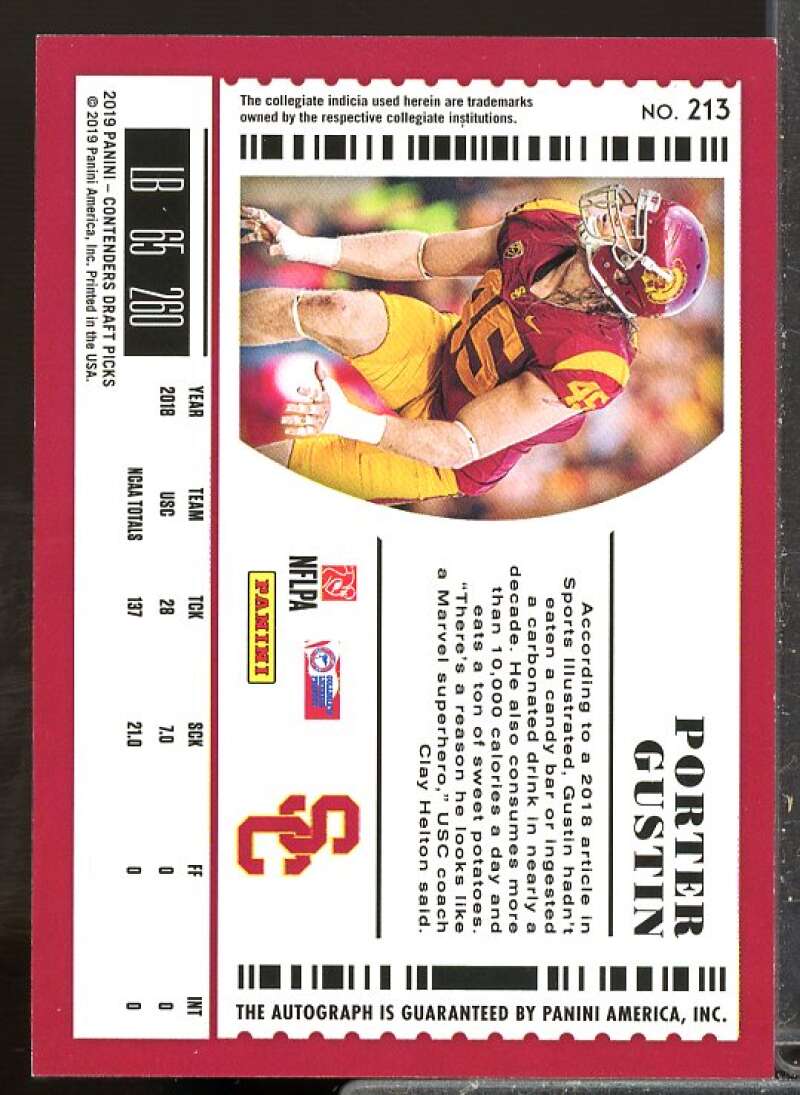 The collegiate indicia used herein are trademarks
owned by the respective collegiate institutions.
NO. 213
PORTER
GUSTIN
According to a 2018 article in
Sports Illustrated, Gustin hadn't
eaten a candy bar or ingested
a carbonated drink in nearly a
decade. He also consumes more
than 10,000 calories a day and
eats a ton of sweet potatoes.
"There's a reason he looks like
a Marvel superhero," USC coach
Clay Helton said.
45
45
SC
NFLPA
PANINI
SC
LB 6'5 260
YEAR TEAM TCK SCK FF INT
2018 USC 28 7.0 0 0
NCAA TOTALS 137 21.0 0 0
2019 PANINI – CONTENDERS DRAFT PICKS
© 2019 Panini America, Inc. Printed in the USA.
THE AUTOGRAPH IS GUARANTEED BY PANINI AMERICA, INC.